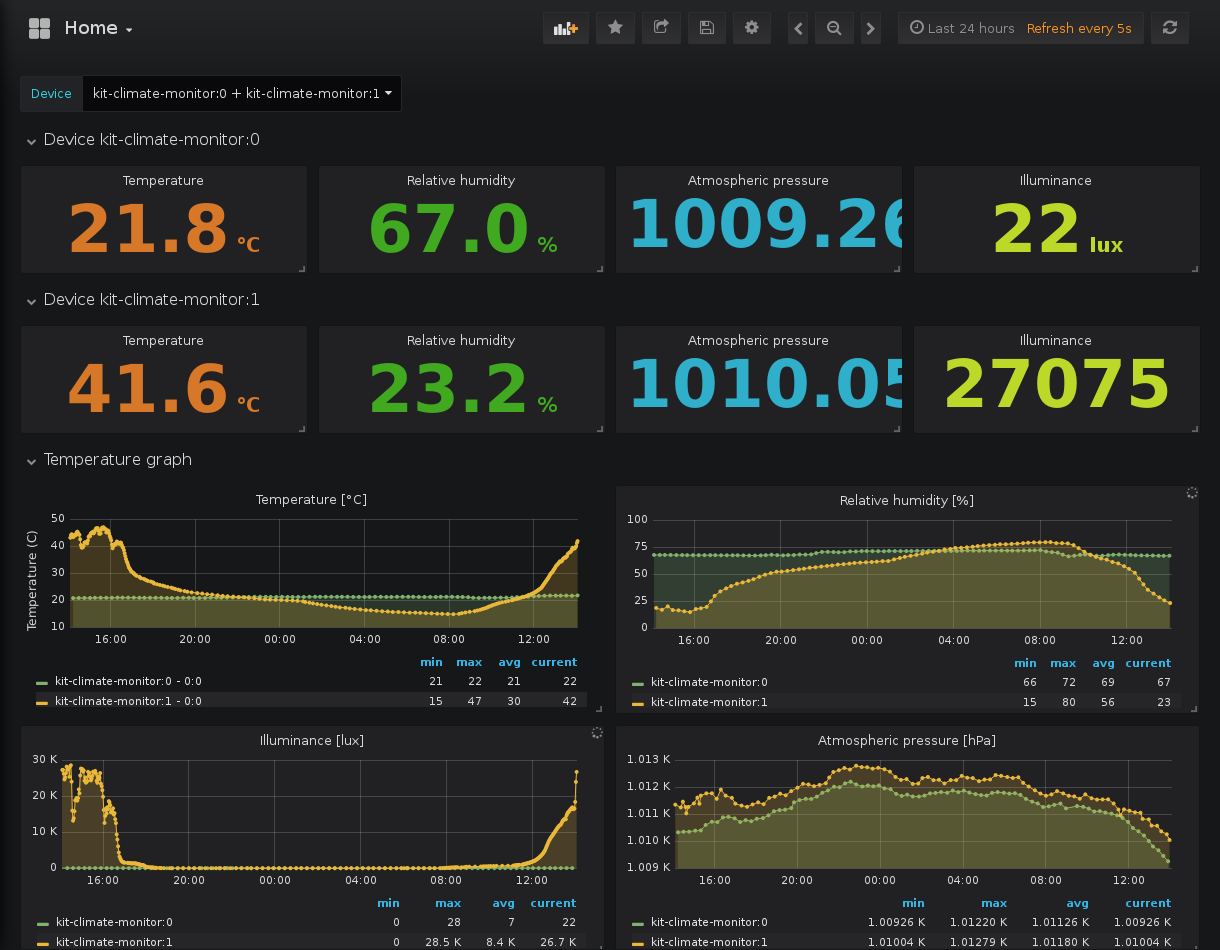 Home
Last 24 hours Refresh every 5s
Device kit-climate-monitor:0 + kit-climate-monitor:1
Device kit-climate-monitor:0
Temperature Relative humidity Atmospheric pressure Illuminance
21.8 °C 67.0 % 1009.26 22 lux
Device kit-climate-monitor:1
Temperature Relative humidity Atmospheric pressure Illuminance
41.6 °C 23.2 % 1010.05 27075
Temperature graph
Temperature [°C]
Temperature (C)
50
40
30
20
10
16:00 20:00 00:00 04:00 08:00 12:00
min max avg current
kit-climate-monitor:0 - 0:0 21 22 21 22
kit-climate-monitor:1 - 0:0 15 47 30 42
Relative humidity [%]
100
75
50
25
0
16:00 20:00 00:00 04:00 08:00 12:00
min max avg current
kit-climate-monitor:0 66 72 69 67
kit-climate-monitor:1 15 80 56 23
Illuminance [lux]
30 K
20 K
10 K
0
16:00 20:00 00:00 04:00 08:00 12:00
min max avg current
kit-climate-monitor:0 0 28 7 22
kit-climate-monitor:1 0 28.5 K 8.4 K 26.7 K
Atmospheric pressure [hPa]
1.013 K
1.012 K
1.011 K
1.010 K
1.009 K
16:00 20:00 00:00 04:00 08:00 12:00
min max avg current
kit-climate-monitor:0 1.00926 K 1.01220 K 1.01126 K 1.00926 K
kit-climate-monitor:1 1.01004 K 1.01279 K 1.01180 K 1.01004 K